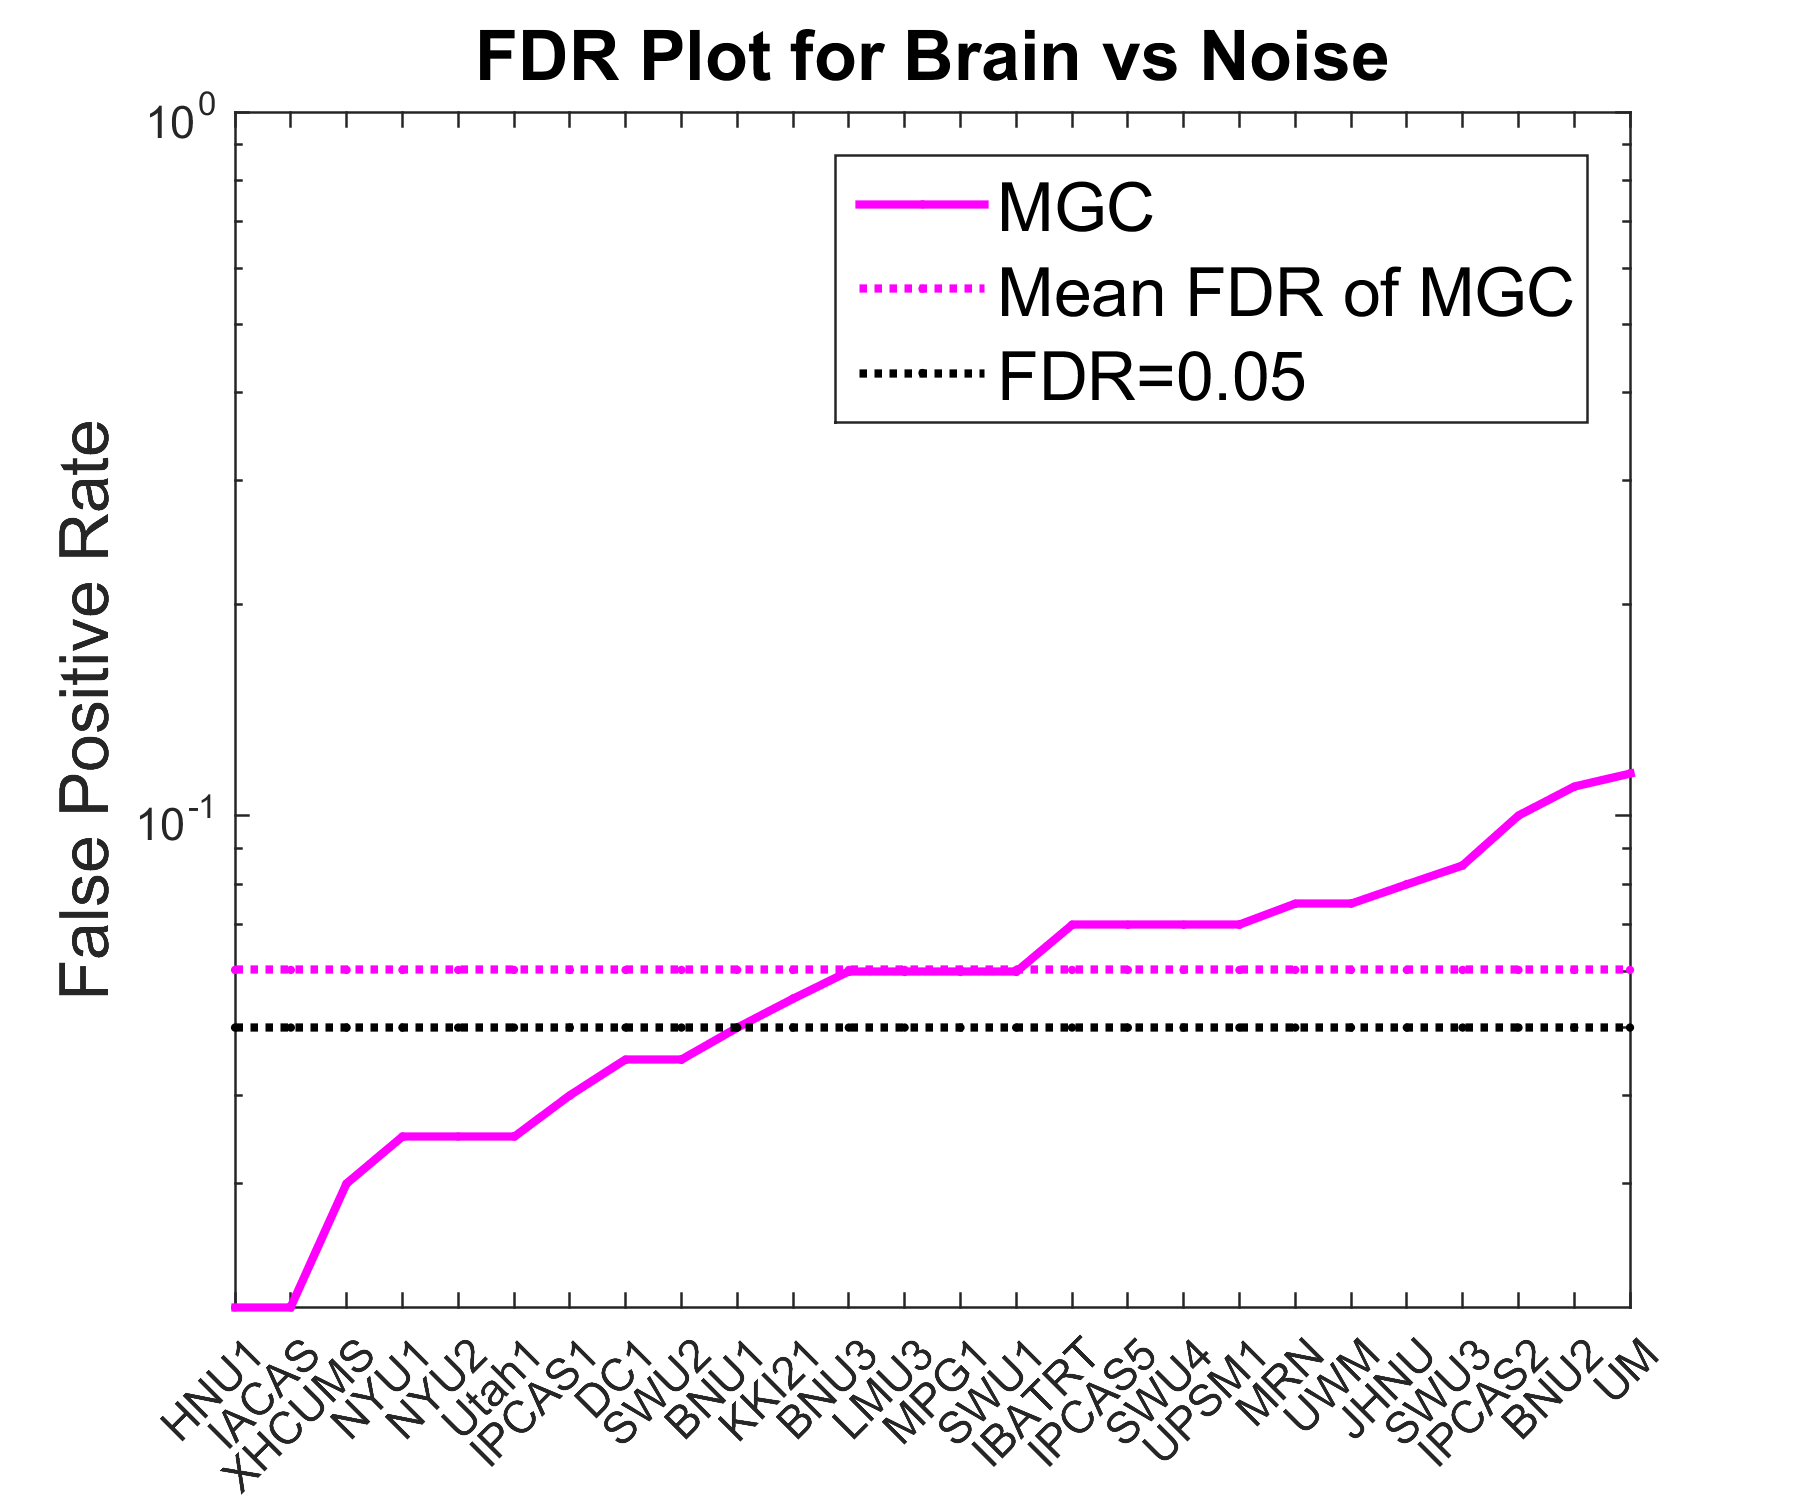 FDR Plot for Brain vs Noise
10^0
MGC
Mean FDR of MGC
FDR=0.05
False Positive Rate
10^-1
HNU1
IACAS
XHCUMS
NYU1
NYU2
Utah1
IPCAS1
DC1
SWU2
BNU1
KKI21
BNU3
LMU3
MPG1
SWU1
IBATRT
IPCAS5
SWU4
UPSM1
MRN
UWM
JHNU
SWU3
IPCAS2
BNU2
UM